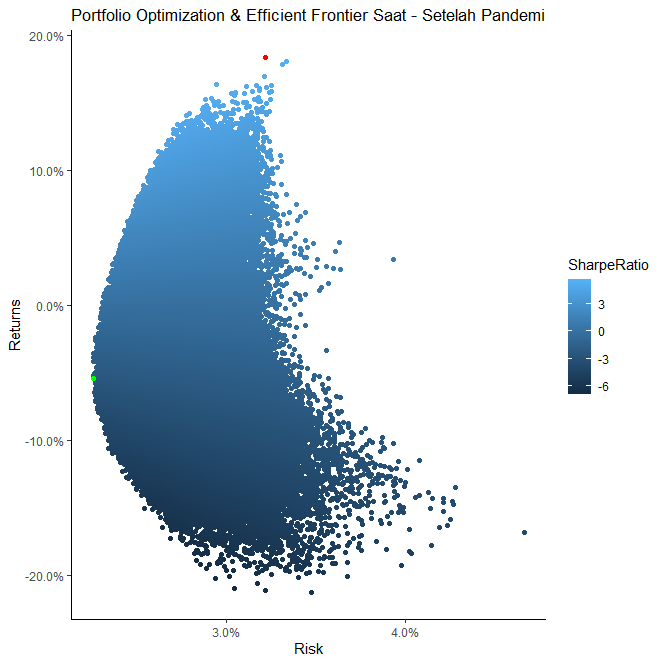 Portfolio Optimization & Efficient Frontier Saat - Setelah Pandemi
20.0%
10.0%
0.0%
-10.0%
-20.0%
Returns
3.0%
4.0%
Risk
SharpeRatio
3
0
-3
-6